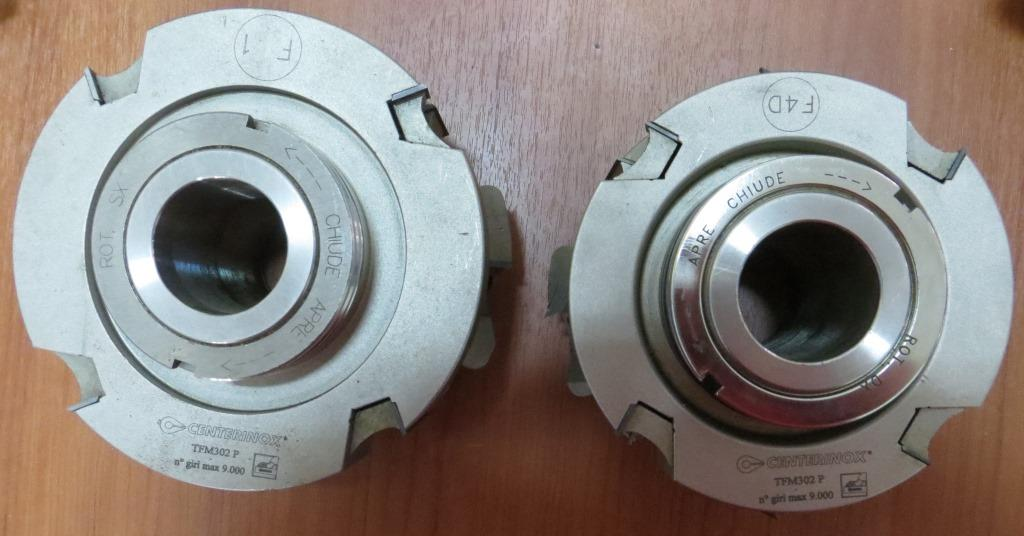 F 1
ROT. SX
<--- CHIUDE APRE --->
CENTERINOX®
TFM302 P
n° giri max 9.000
F4D
APRE CHIUDE --->
ROT. DX
CENTERINOX®
TFM302 P
n° giri max 9.000